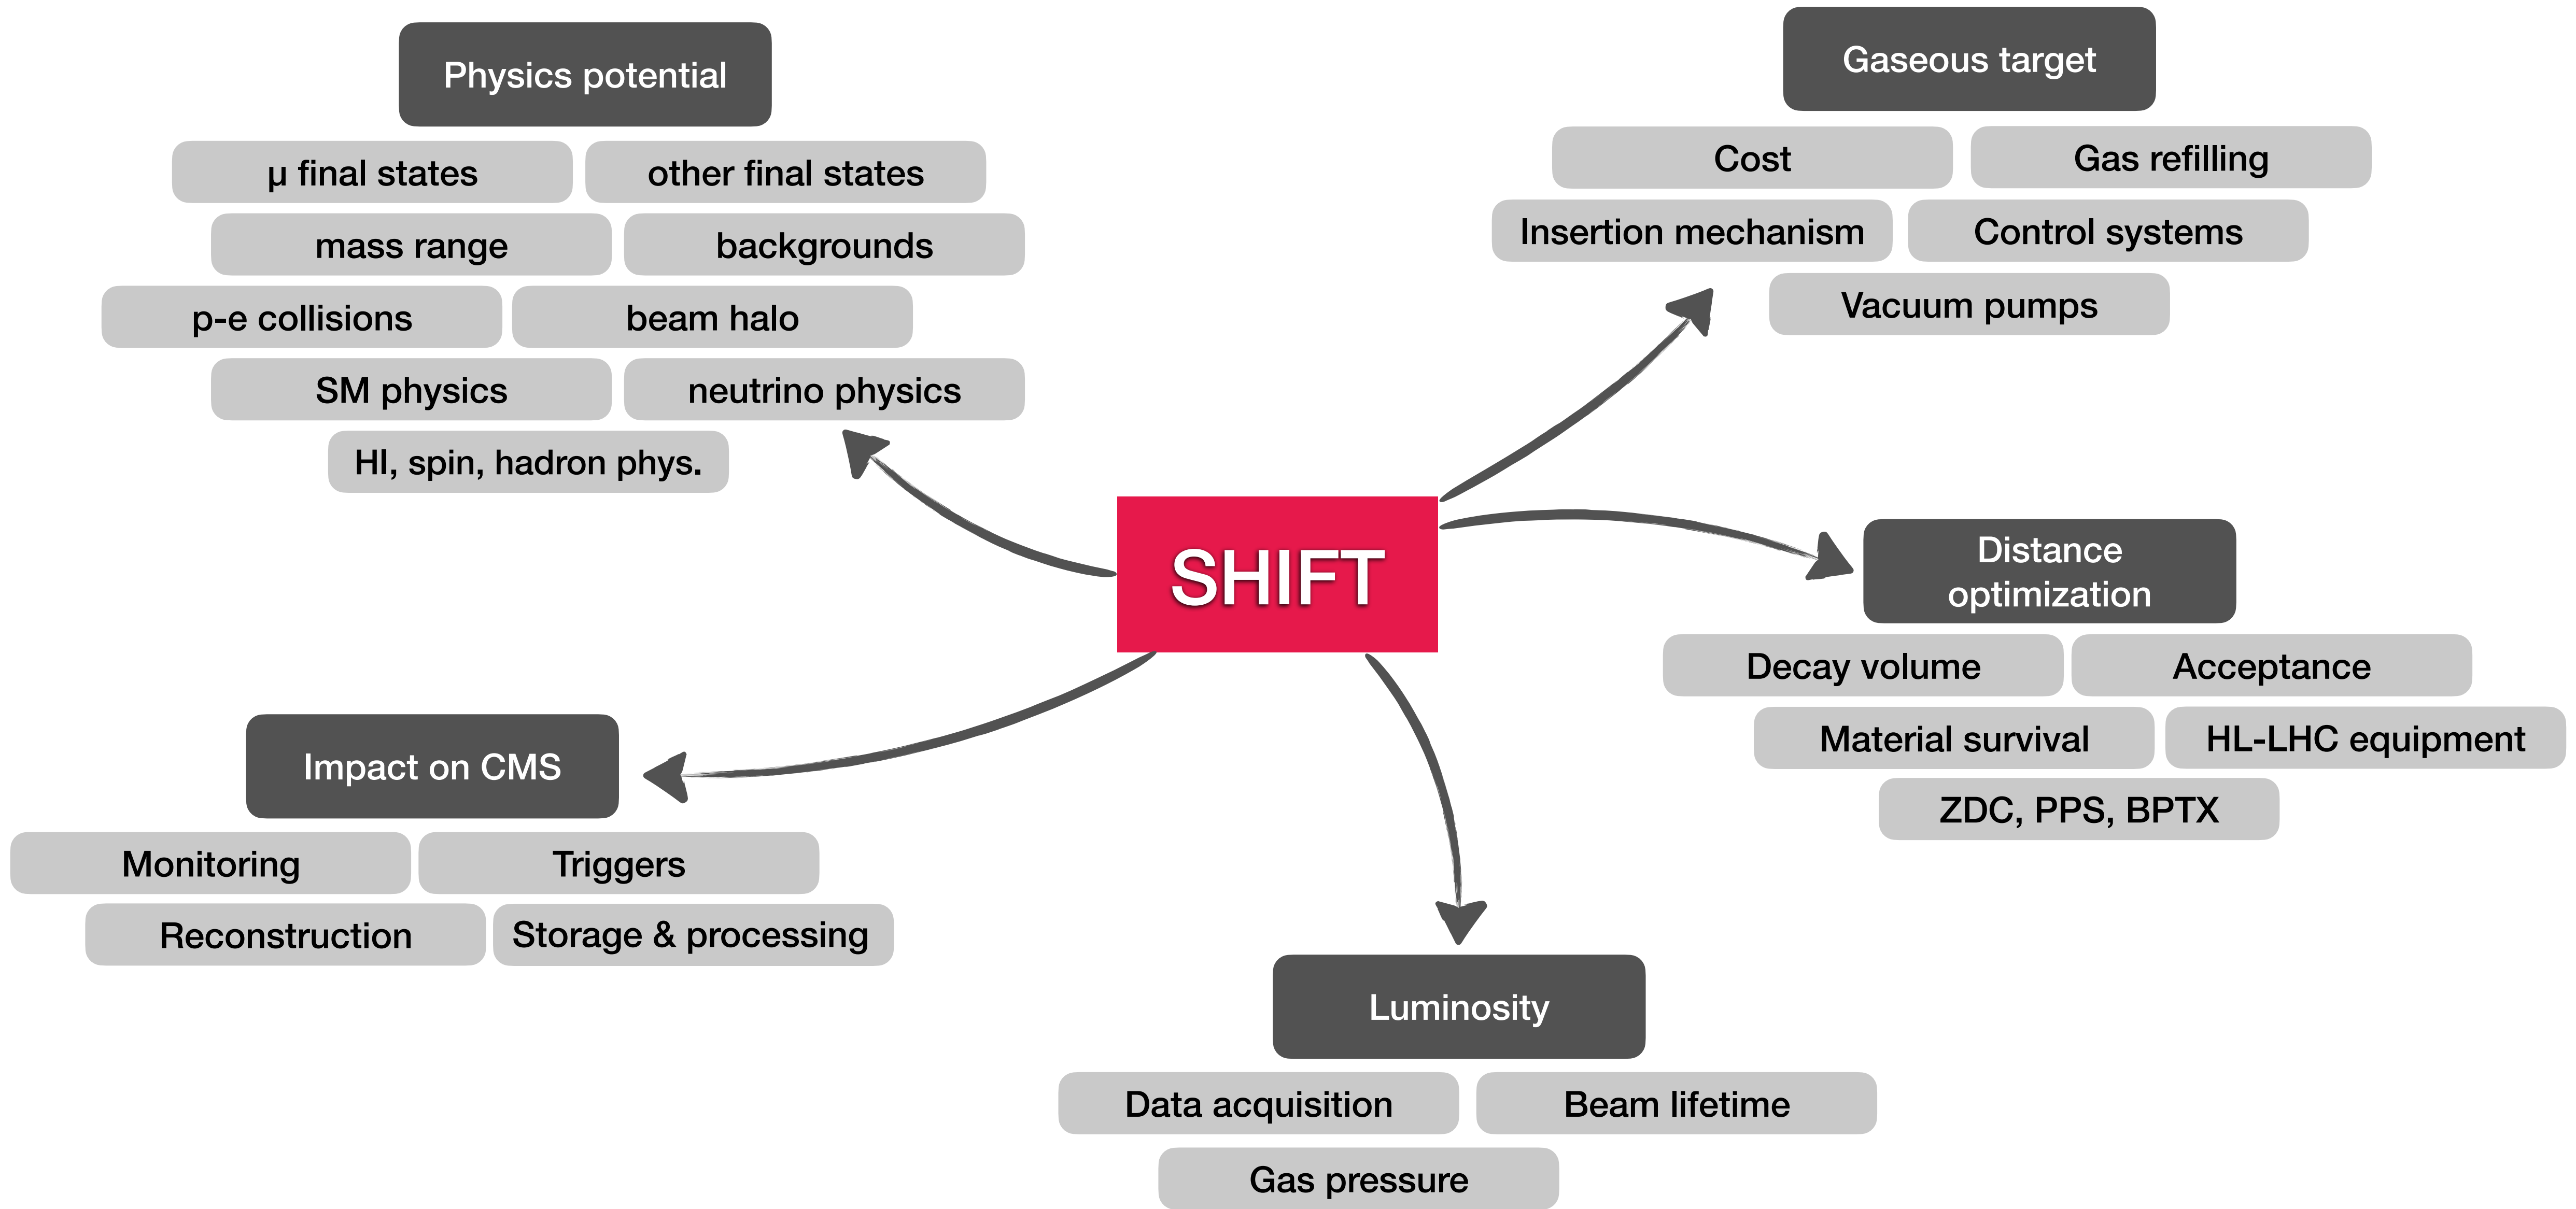 Physics potential
µ final states
other final states
mass range
backgrounds
p-e collisions
beam halo
SM physics
neutrino physics
HI, spin, hadron phys.
Gaseous target
Cost
Gas refilling
Insertion mechanism
Control systems
Vacuum pumps
SHIFT
Distance
optimization
Decay volume
Acceptance
Material survival
HL-LHC equipment
ZDC, PPS, BPTX
Impact on CMS
Monitoring
Triggers
Reconstruction
Storage & processing
Luminosity
Data acquisition
Beam lifetime
Gas pressure